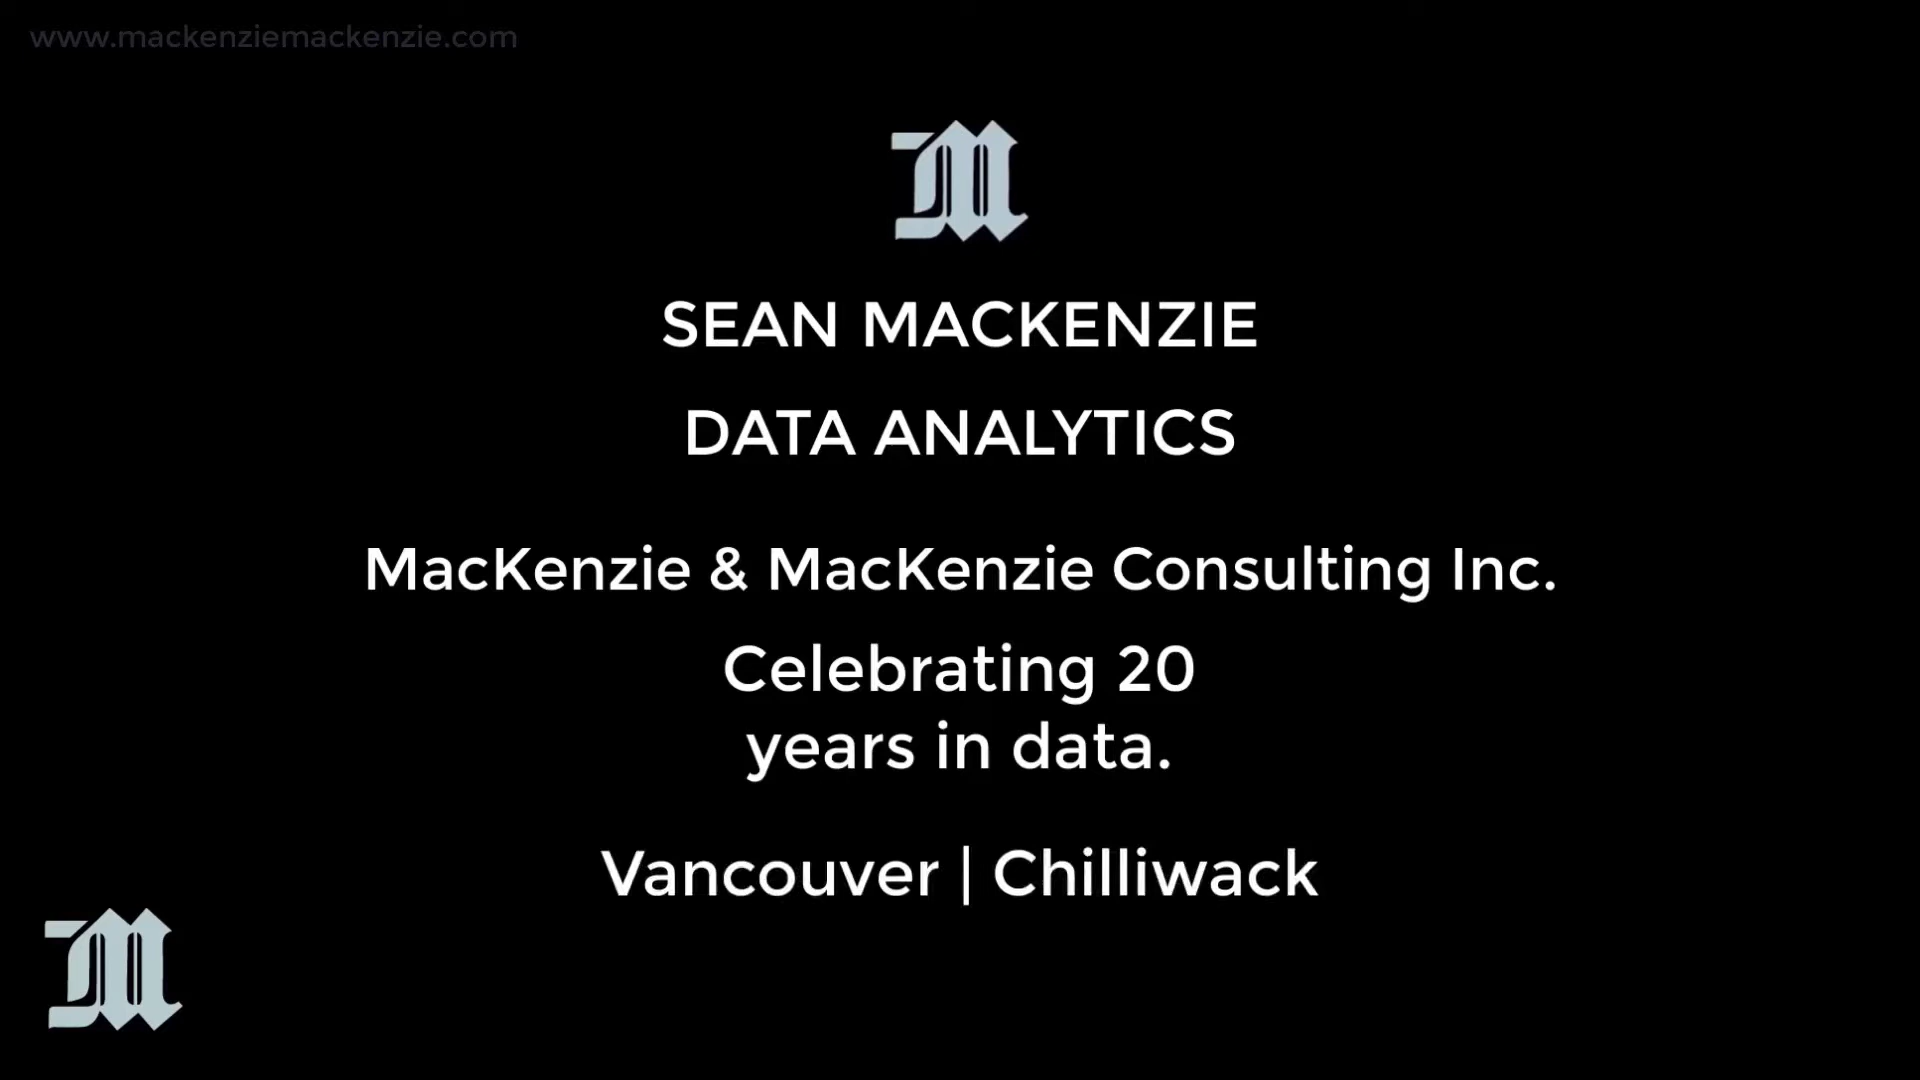 www.mackenziemackenzie.com
M
SEAN MACKENZIE
DATA ANALYTICS
MacKenzie & MacKenzie Consulting Inc.
Celebrating 20
years in data.
Vancouver | Chilliwack
M